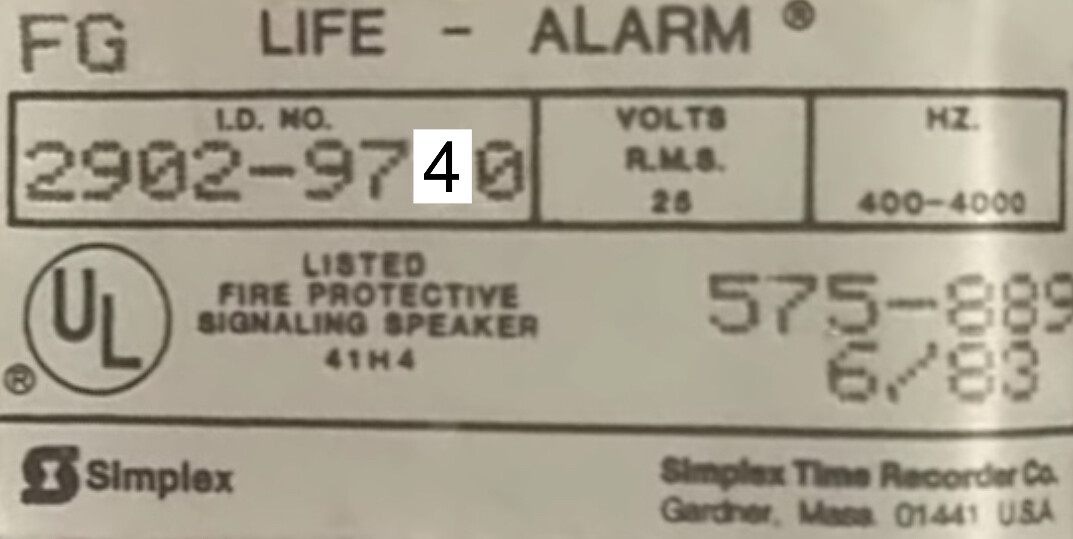 FG LIFE - ALARM ®
I.D. NO.
2902-9740
VOLTS
R.M.S.
25
HZ.
400-4000
UL ®
LISTED
FIRE PROTECTIVE
SIGNALING SPEAKER
41H4
575-889
6/83
Simplex
Simplex Time Recorder Co.
Gardner, Mass. 01441 USA